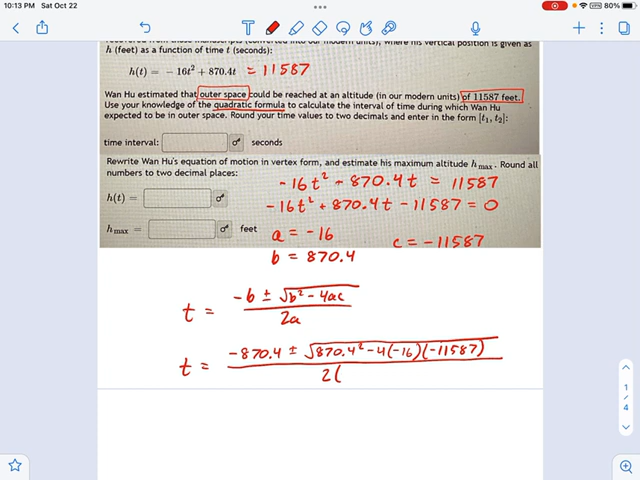 10:13 PM Sat Oct 22
80%
h (feet) as a function of time t (seconds):
h(t) = − 16t² + 870.4t = 11587
Wan Hu estimated that outer space could be reached at an altitude (in our modern units) of 11587 feet.
Use your knowledge of the quadratic formula to calculate the interval of time during which Wan Hu
expected to be in outer space. Round your time values to two decimals and enter in the form [t₁, t₂]:
time interval: seconds
Rewrite Wan Hu's equation of motion in vertex form, and estimate his maximum altitude h max. Round all
numbers to two decimal places:
-16t² - 870.4t = 11587
h(t) =
-16t² + 870.4t - 11587 = 0
h max = feet
a = -16 c = -11587
b = 870.4
t = -b ± √b² - 4ac / 2a
t = -870.4 ± √870.4² - 4(-16)(-11587) / 2(
1
/
4